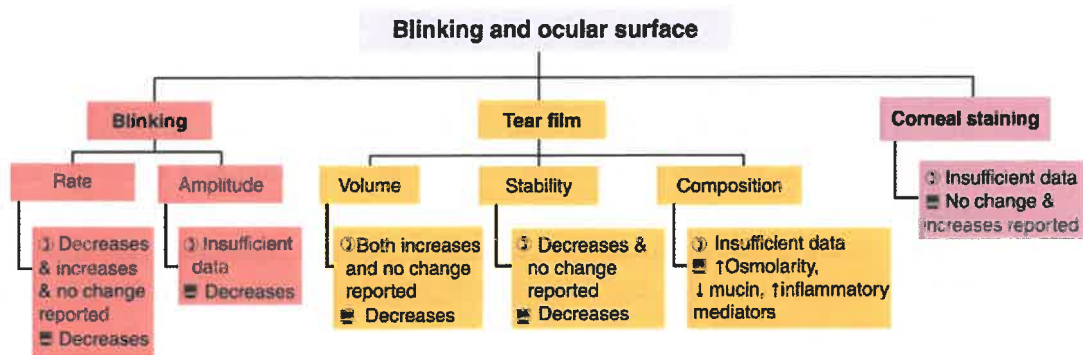 Blinking and ocular surface
Blinking
Tear film
Corneal staining
Rate
Amplitude
Volume
Stability
Composition
Decreases
& increases
& no change
reported
Decreases
Insufficient
data
Decreases
Both increases
and no change
reported
Decreases
Decreases &
no change
reported
Decreases
Insufficient data
↑Osmolarity,
↓ mucin, ↑inflammatory
mediators
Insufficient data
No change &
increases reported